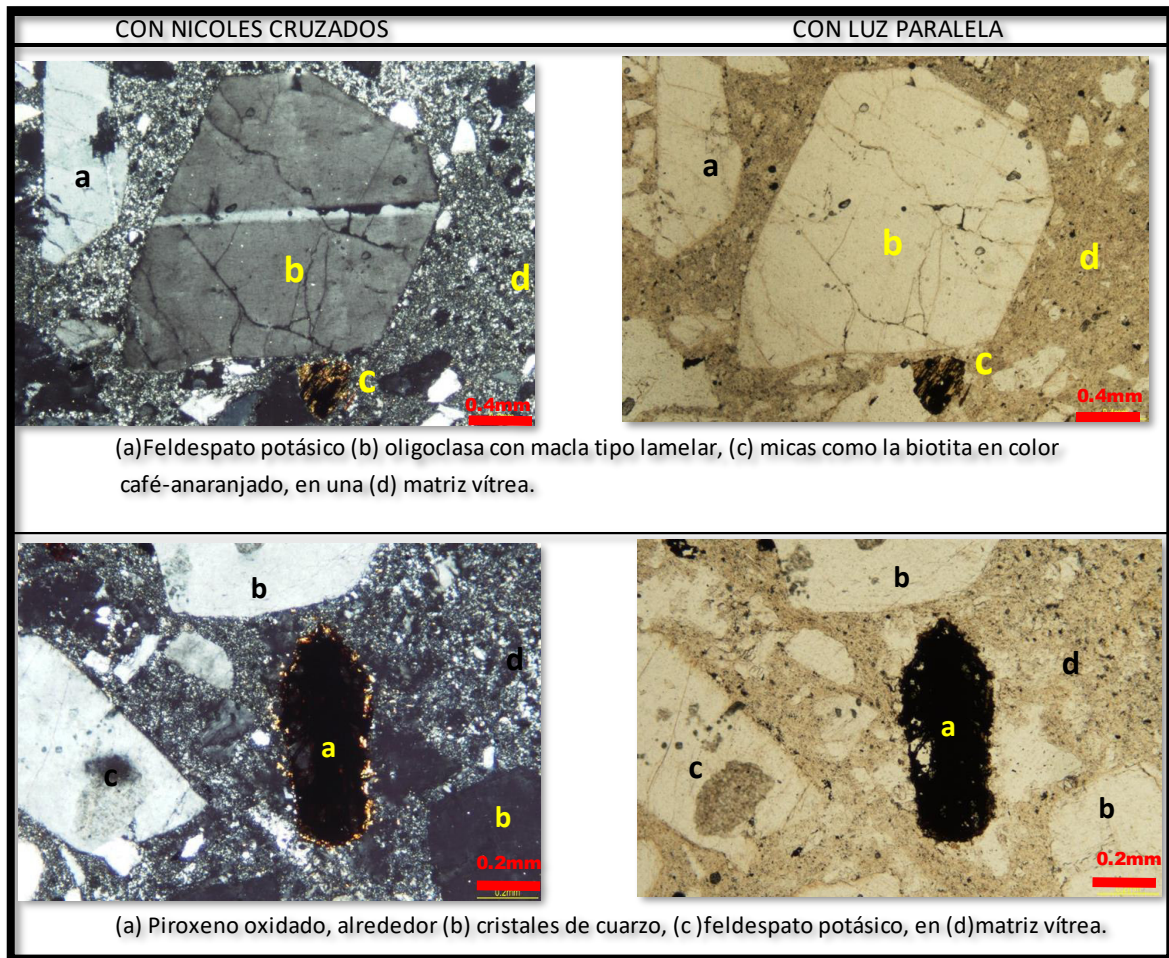 CON NICOLES CRUZADOS
CON LUZ PARALELA
a
b
d
c
0.4mm
a
b
d
c
0.4mm
(a)Feldespato potásico (b) oligoclasa con macla tipo lamelar, (c) micas como la biotita en color
café-anaranjado, en una (d) matriz vítrea.
b
d
a
c
b
0.2mm
0.2mm
b
d
a
c
b
0.2mm
(a) Piroxeno oxidado, alrededor (b) cristales de cuarzo, (c )feldespato potásico, en (d)matriz vítrea.